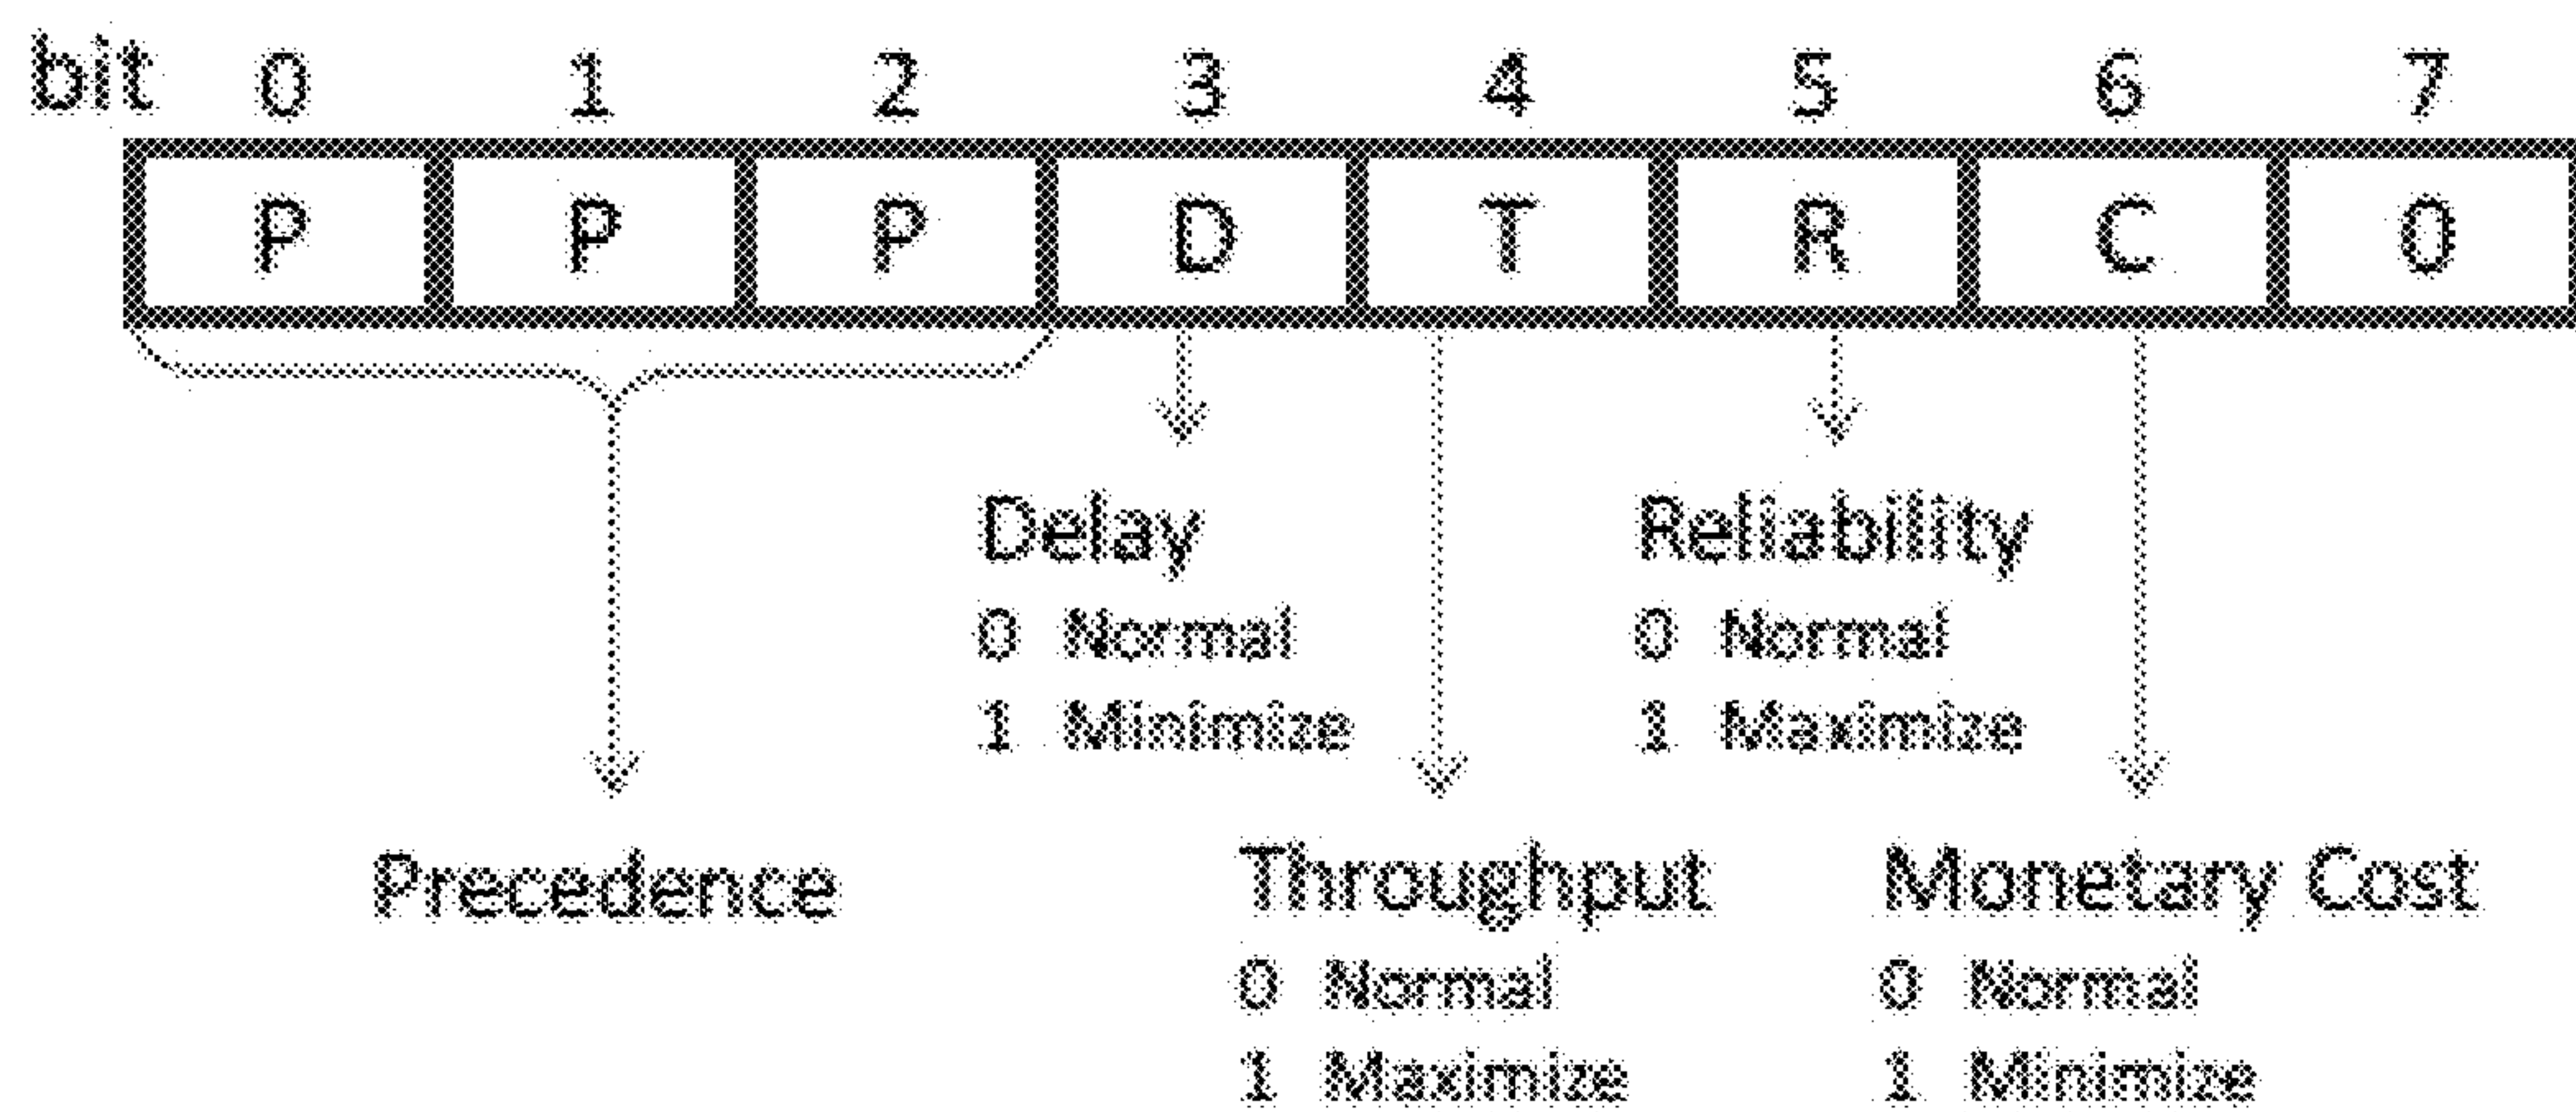 bit 0 1 2 3 4 5 6 7
P P P D T R C 0
Delay Reliability
0 Normal 0 Normal
1 Minimize 1 Maximize
Precedence Throughput Monetary Cost
0 Normal 0 Normal
1 Maximize 1 Minimize